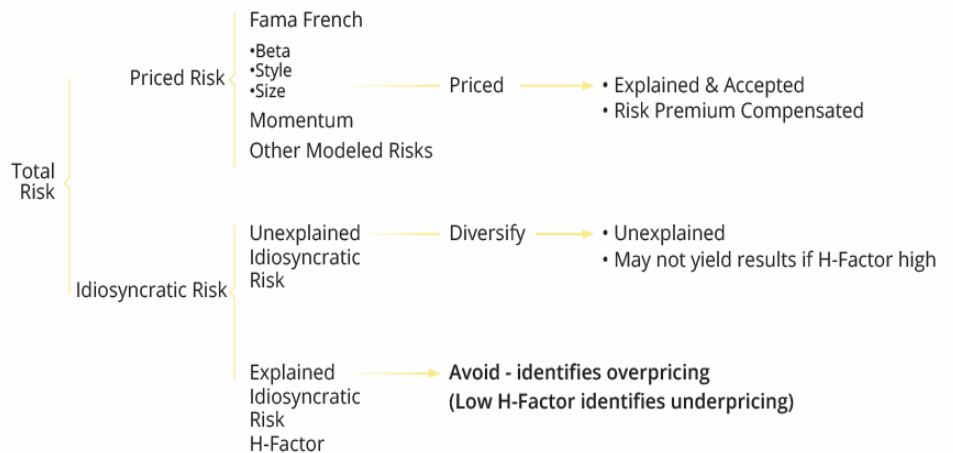 Fama French
Priced Risk
•Beta
•Style
•Size
Priced
• Explained & Accepted
• Risk Premium Compensated
Momentum
Other Modeled Risks
Total
Risk
Idiosyncratic Risk
Unexplained
Idiosyncratic
Risk
Diversify
• Unexplained
• May not yield results if H-Factor high
Explained
Idiosyncratic
Risk
H-Factor
Avoid - identifies overpricing
(Low H-Factor identifies underpricing)